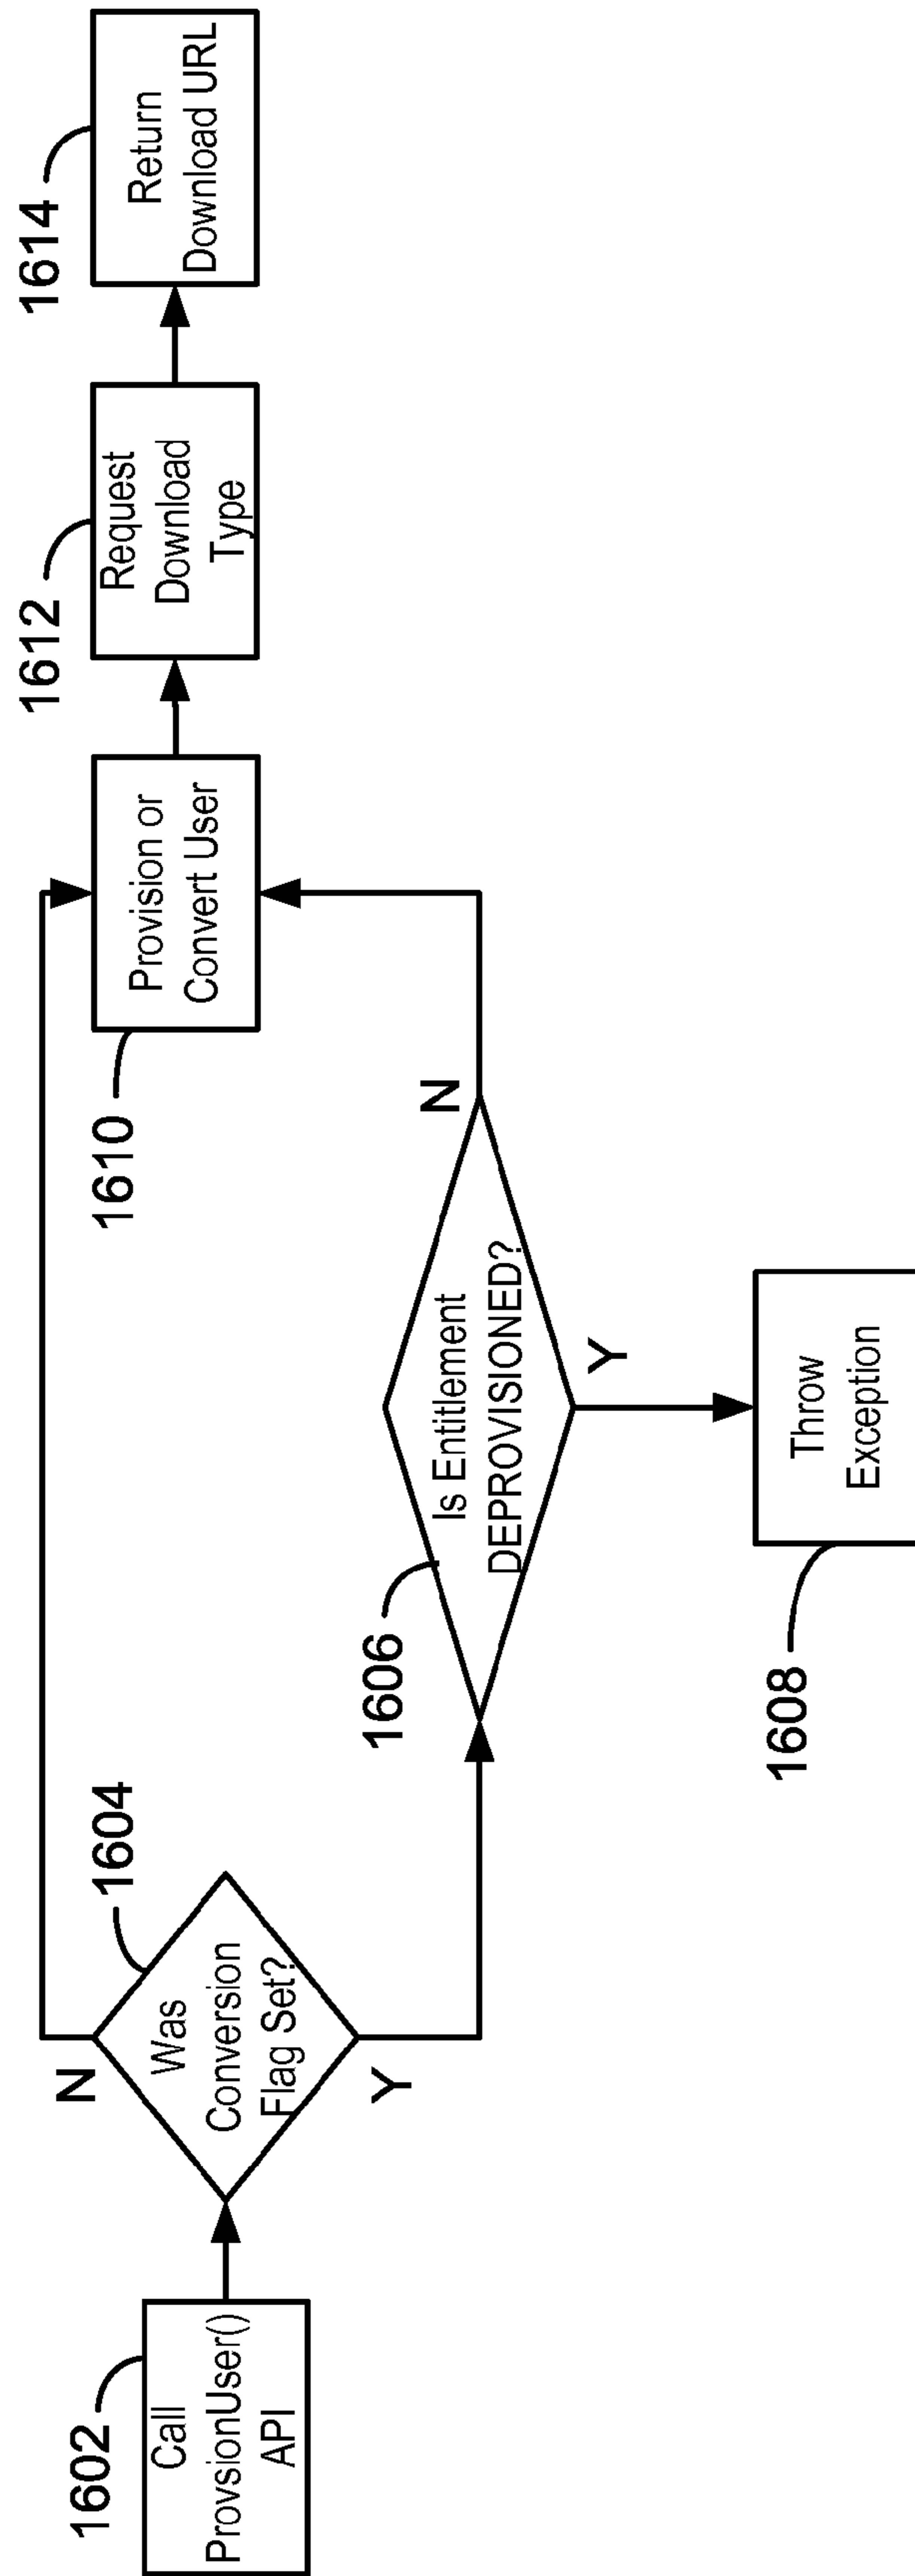 1602
Call
ProvsionUser()
API
1604
Was
Conversion
Flag Set?
N
Y
1606
Is Entitlement
DEPROVISIONED?
N
Y
1608
Throw
Exception
1610
Provision or
Convert User
1612
Request
Download
Type
1614
Return
Download URL